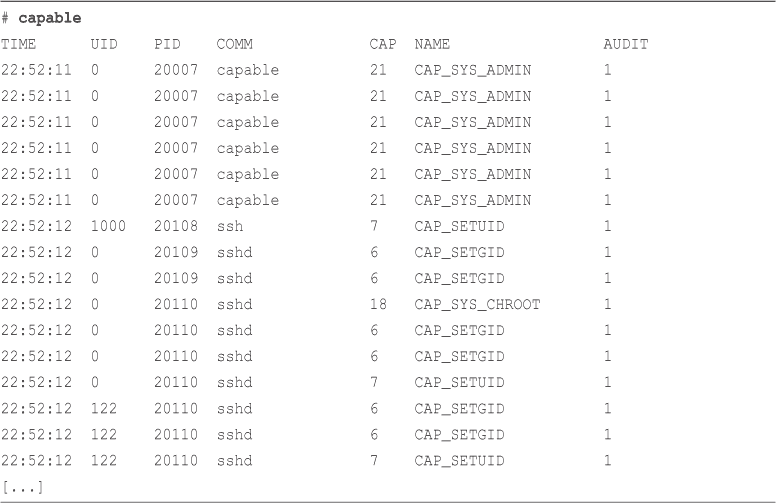 # capable
TIME UID PID COMM CAP NAME AUDIT
22:52:11 0 20007 capable 21 CAP_SYS_ADMIN 1
22:52:11 0 20007 capable 21 CAP_SYS_ADMIN 1
22:52:11 0 20007 capable 21 CAP_SYS_ADMIN 1
22:52:11 0 20007 capable 21 CAP_SYS_ADMIN 1
22:52:11 0 20007 capable 21 CAP_SYS_ADMIN 1
22:52:11 0 20007 capable 21 CAP_SYS_ADMIN 1
22:52:12 1000 20108 ssh 7 CAP_SETUID 1
22:52:12 0 20109 sshd 6 CAP_SETGID 1
22:52:12 0 20109 sshd 6 CAP_SETGID 1
22:52:12 0 20110 sshd 18 CAP_SYS_CHROOT 1
22:52:12 0 20110 sshd 6 CAP_SETGID 1
22:52:12 0 20110 sshd 6 CAP_SETGID 1
22:52:12 0 20110 sshd 7 CAP_SETUID 1
22:52:12 122 20110 sshd 6 CAP_SETGID 1
22:52:12 122 20110 sshd 6 CAP_SETGID 1
22:52:12 122 20110 sshd 7 CAP_SETUID 1
[...]